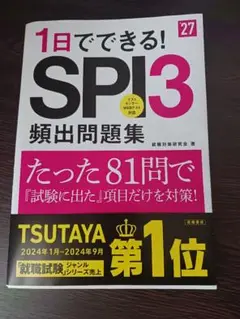 '27
1日でできる!
SPI3
頻出問題集
試験対策研究会 著
たった81問で
『試験に出た』項目だけを対策!
TSUTAYA
2024年1月~2024年9月
「就職試験」ジャンル
シリーズ売上
第1位